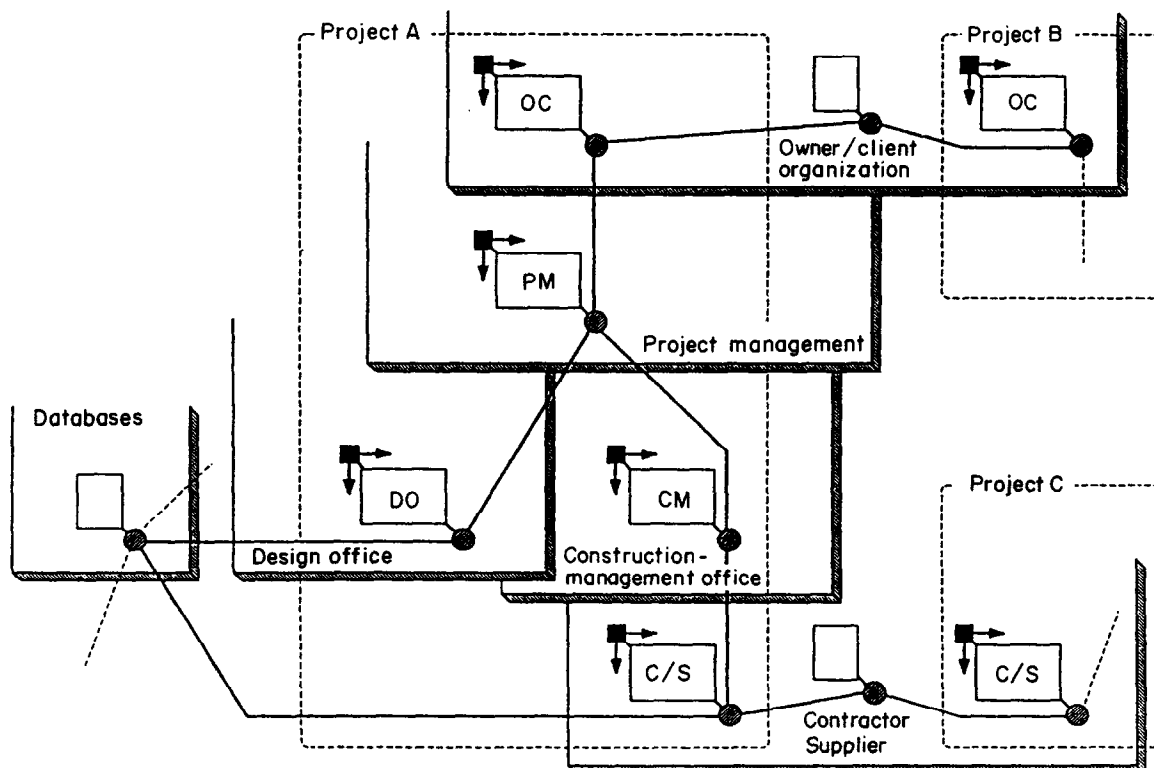 Project A
Project B
OC
OC
Owner/client
organization
PM
Project management
Databases
Project C
DO
CM
Design office
Construction-
management office
C/S
C/S
Contractor
Supplier